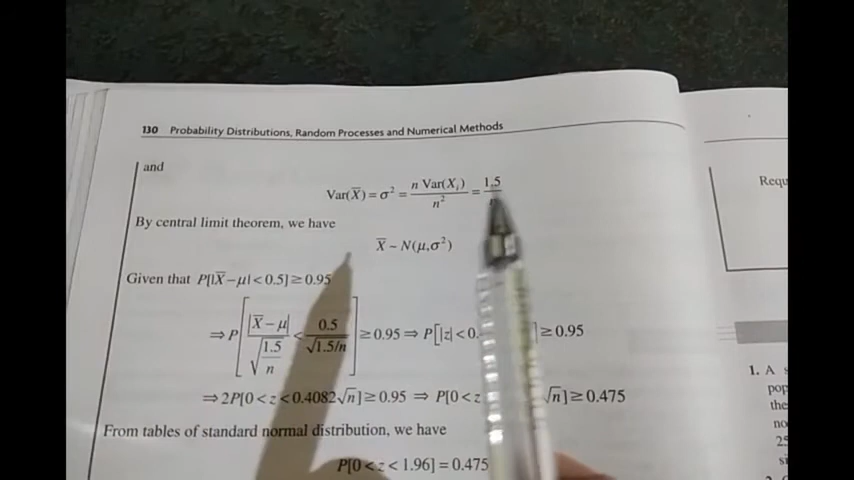 130 Probability Distributions, Random Processes and Numerical Methods
and
Var(X̄) = σ² = n Var(Xᵢ) / n² = 1.5 /
By central limit theorem, we have
X̄ ~ N(μ,σ²)
Given that P[|X̄–μ| < 0.5] ≥ 0.95
⇒ P[ |X̄–μ| / √(1.5/n) < 0.5 / √1.5/n ] ≥ 0.95 ⇒ P[|z| < 0. ] ≥ 0.95
⇒ 2P[0 < z < 0.4082√n] ≥ 0.95 ⇒ P[0 < z √n] ≥ 0.475
From tables of standard normal distribution, we have
P[0 < z < 1.96] = 0.475
Requ
1. A
pop
the
no
25
si